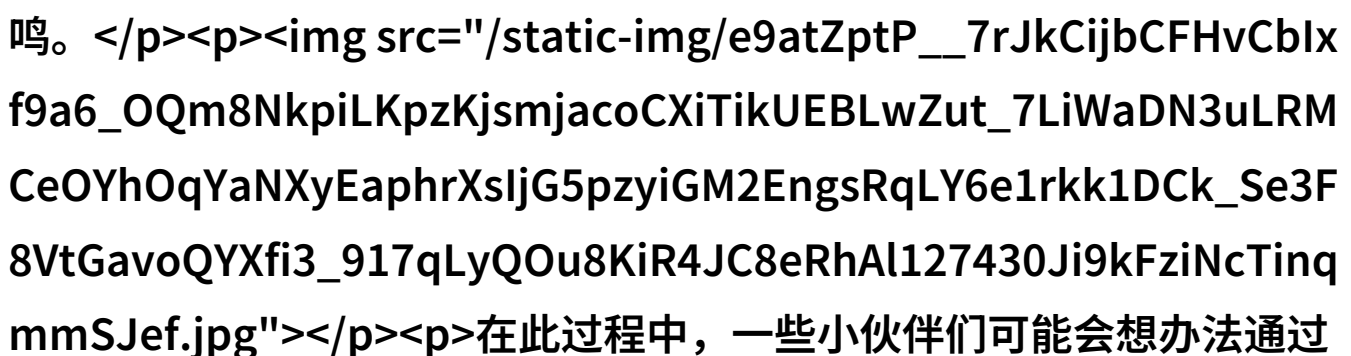 鸣。</p><p><img src="/static-img/e9atZptP__7rJkCijbCFHvCbIx
f9a6_OQm8NkpiLKpzKjsmjacoCXiTikUEBLwZut_7LiWaDN3uLRM
CeOYhOqYaNXyEaphrXsIjG5pzyiGM2EngsRqLY6e1rkk1DCk_Se3F
8VtGavoQYXfi3_917qLyQOu8KiR4JC8eRhAl127430Ji9kFziNcTinq
mmSJef.jpg"></p><p>在此过程中，一些小伙伴们可能会想办法通过